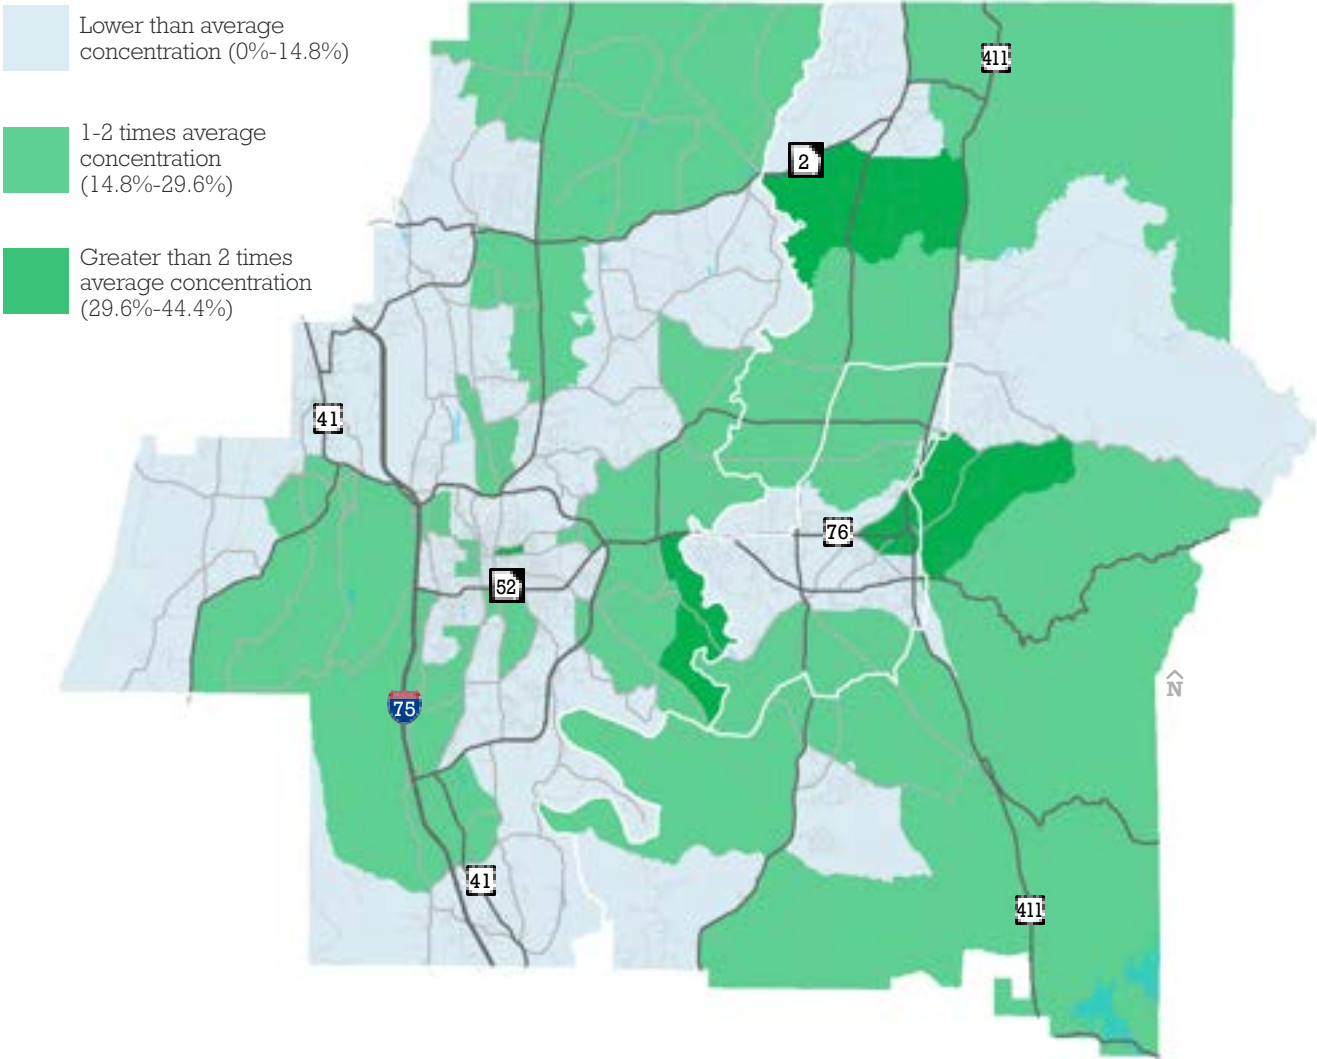 Lower than average
concentration (0%-14.8%)
1-2 times average
concentration
(14.8%-29.6%)
Greater than 2 times
average concentration
(29.6%-44.4%)
411
2
41
76
52
N
75
41
411